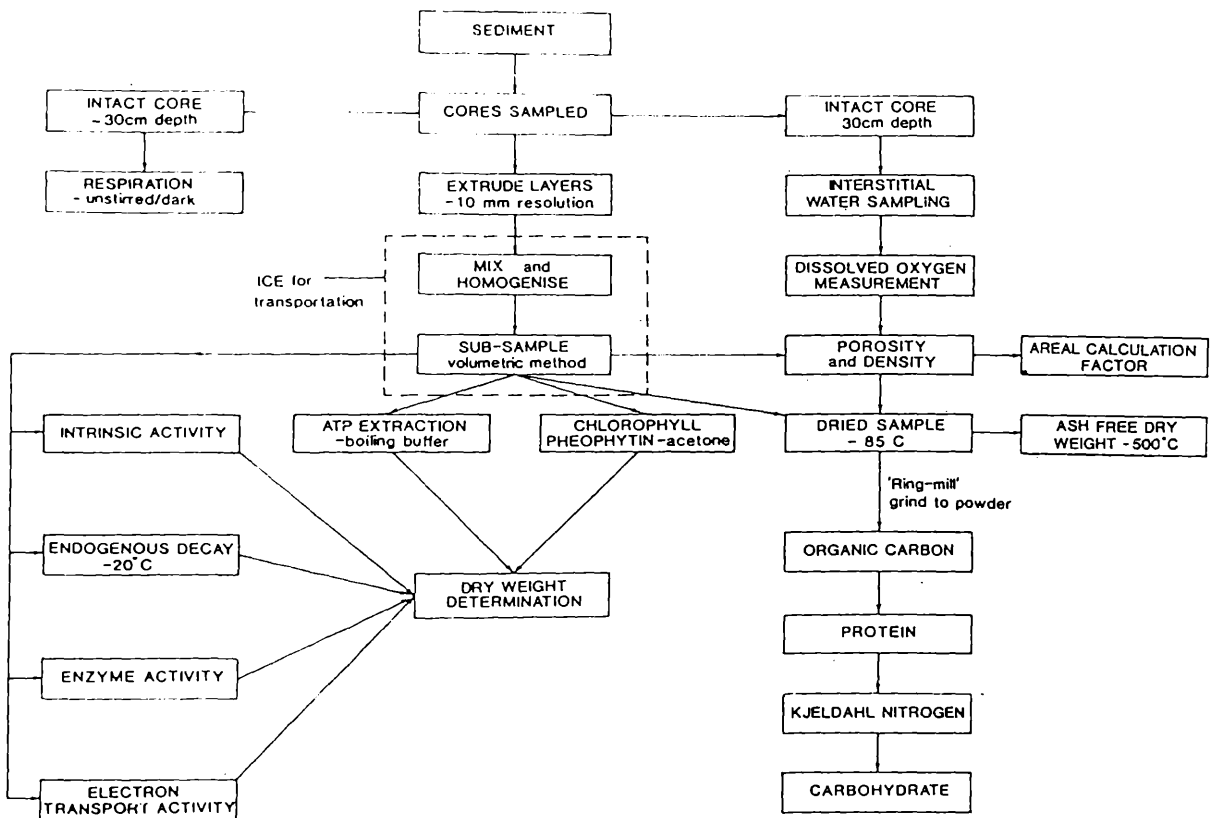 SEDIMENT
INTACT CORE
~30cm depth
CORES SAMPLED
INTACT CORE
30cm depth
RESPIRATION
- unstirred/dark
EXTRUDE LAYERS
-10 mm resolution
INTERSTITIAL
WATER SAMPLING
ICE for
transportation
MIX and
HOMOGENISE
DISSOLVED OXYGEN
MEASUREMENT
SUB-SAMPLE
volumetric method
POROSITY
and DENSITY
AREAL CALCULATION
FACTOR
INTRINSIC ACTIVITY
ATP EXTRACTION
-boiling buffer
CHLOROPHYLL
PHEOPHYTIN-acetone
DRIED SAMPLE
- 85 C
ASH FREE DRY
WEIGHT -500°C
'Ring-mill'
grind to powder
ENDOGENOUS DECAY
-20°C
ORGANIC CARBON
DRY WEIGHT
DETERMINATION
PROTEIN
ENZYME ACTIVITY
KJELDAHL NITROGEN
ELECTRON
TRANSPORT ACTIVITY
CARBOHYDRATE